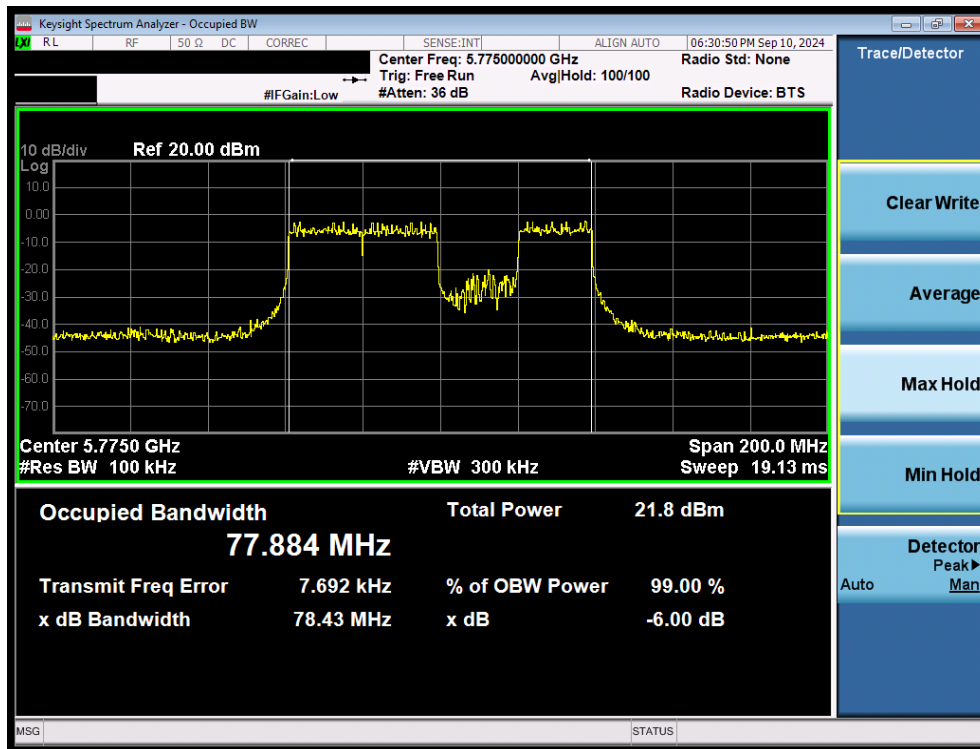 Keysight Spectrum Analyzer - Occupied BW
LXI RL RF 50 Ω DC CORREC SENSE:INT ALIGN AUTO 06:30:50 PM Sep 10, 2024
Center Freq: 5.775000000 GHz Radio Std: None
Trig: Free Run Avg|Hold: 100/100
#IFGain:Low #Atten: 36 dB Radio Device: BTS
Trace/Detector
10 dB/div Ref 20.00 dBm
Log
10.0
0.00
-10.0
-20.0
-30.0
-40.0
-50.0
-60.0
-70.0
Center 5.7750 GHz Span 200.0 MHz
#Res BW 100 kHz #VBW 300 kHz Sweep 19.13 ms
Occupied Bandwidth Total Power 21.8 dBm
77.884 MHz
Transmit Freq Error 7.692 kHz % of OBW Power 99.00 %
x dB Bandwidth 78.43 MHz x dB -6.00 dB
Clear Write
Average
Max Hold
Min Hold
Detector
Peak▶
Auto Man
MSG STATUS